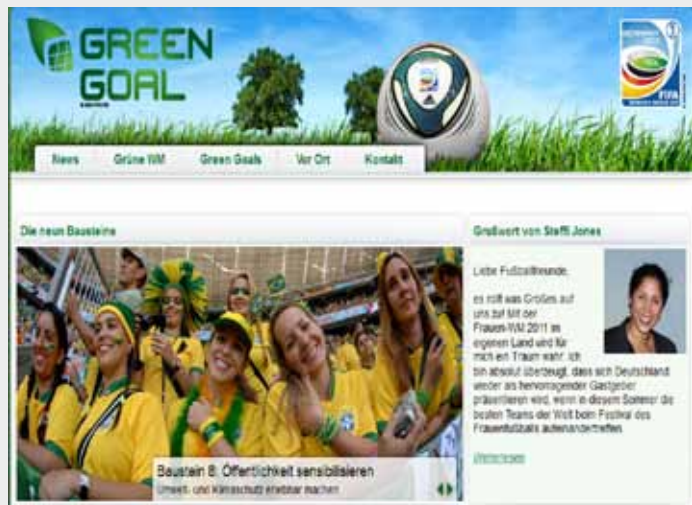 GREEN
GOAL
FIFA
News Grüne WM Green Goals Vor Ort Kontakt
Die neun Bausteine
Baustein 8: Öffentlichkeit sensibilisieren
Umwelt- und Klimaschutz erlebbar machen
Grußwort von Steffi Jones
Liebe Fußballfreunde,
es rollt was Großes auf
uns zu! Mit der
Frauen-WM 2011 im
eigenen Land wird für
mich ein Traum wahr. Ich
bin absolut überzeugt, dass sich Deutschland
wieder als hervorragender Gastgeber
präsentieren wird, wenn in diesem Sommer die
besten Teams der Welt beim Festival des
Frauenfußballs aufeinandertreffen.
Weiterlesen